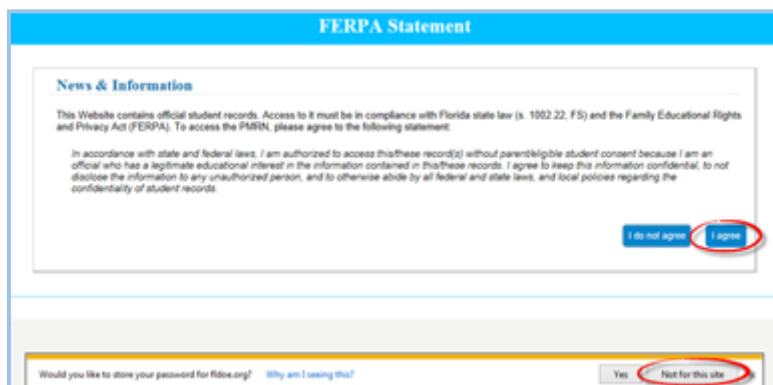 FERPA Statement
News & Information
This Website contains official student records. Access to it must be in compliance with Florida state law (s. 1002.22, FS) and the Family Educational Rights
and Privacy Act (FERPA). To access the PMRN, please agree to the following statement:
In accordance with state and federal laws, I am authorized to access this/these record(s) without parent/eligible student consent because I am an
official who has a legitimate educational interest in the information contained in this/these records. I agree to keep this information confidential, to not
disclose the information to any unauthorized person, and to otherwise abide by all federal and state laws, and local policies regarding the
confidentiality of student records.
I do not agree I agree
Would you like to store your password for fldoe.org? Why am I seeing this? Yes Not for this site